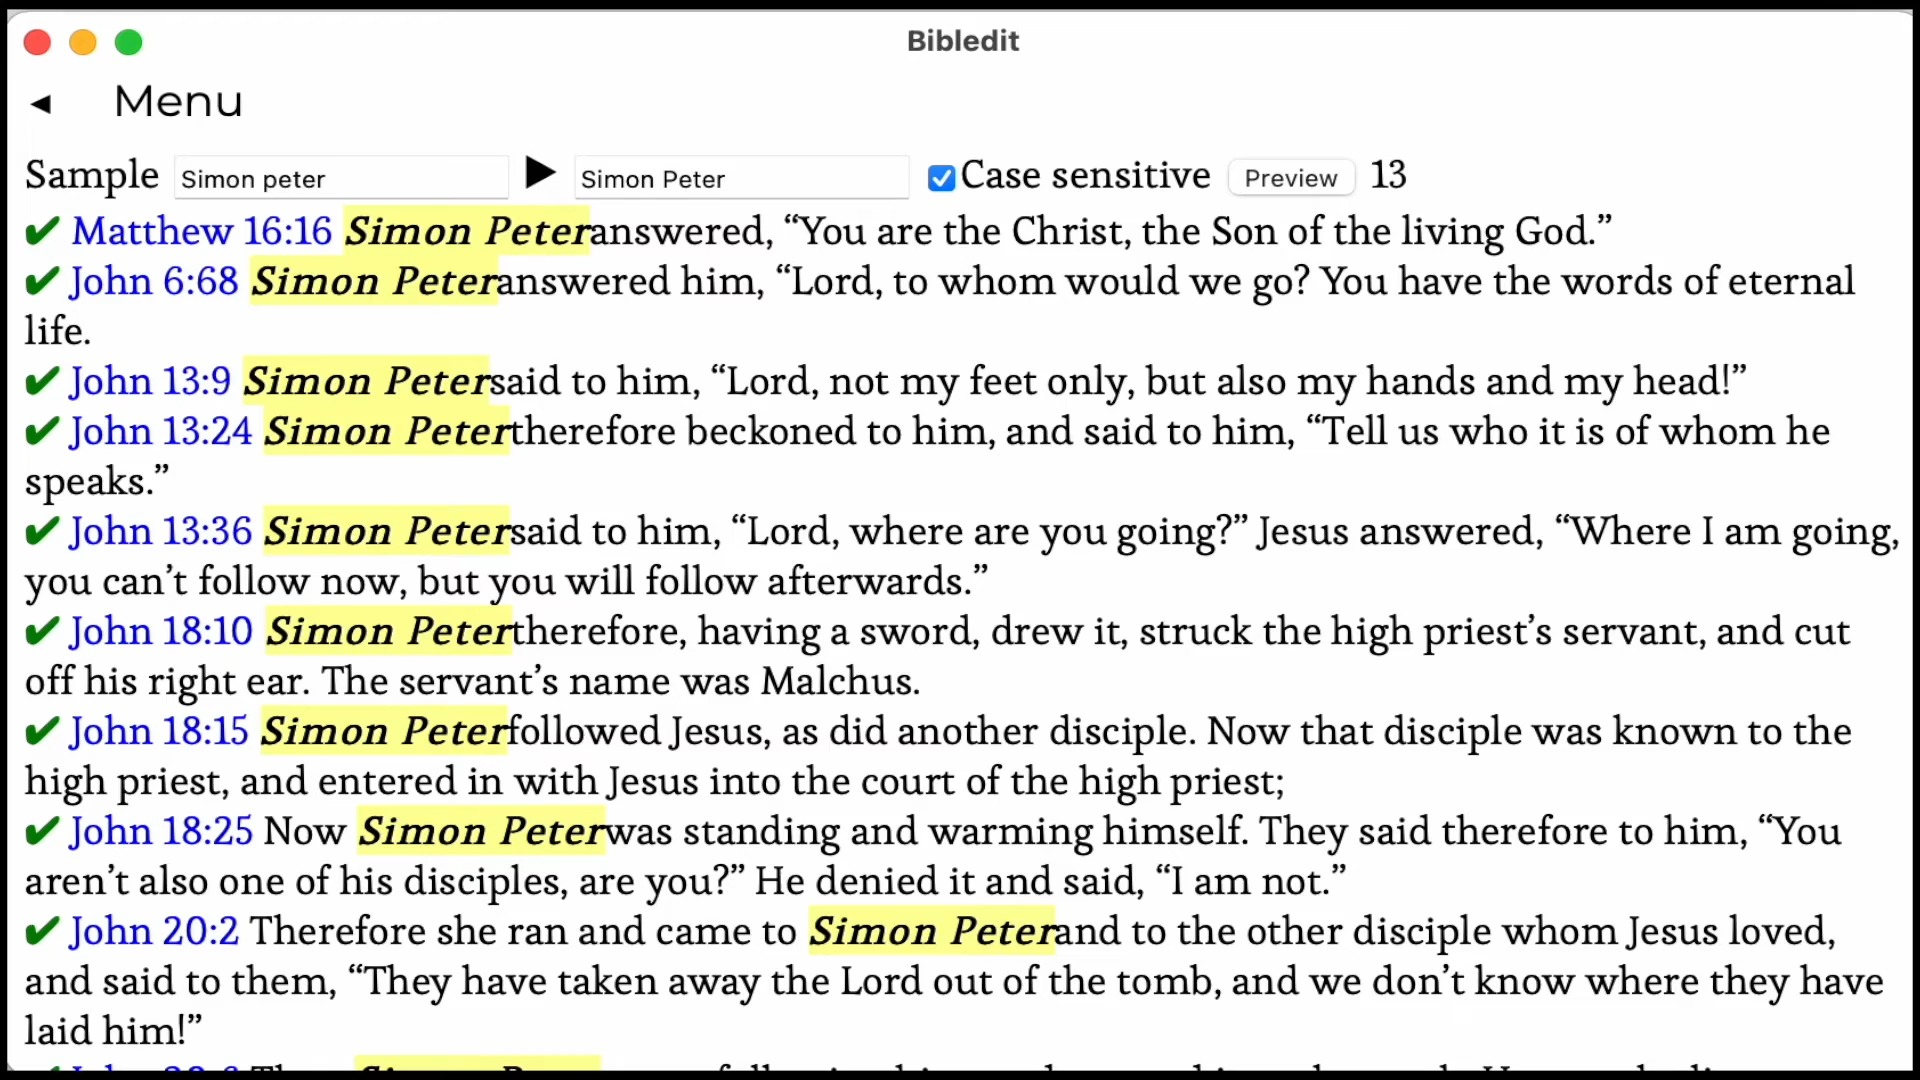 Bibledit
Menu
Sample Simon peter ▶ Simon Peter Case sensitive Preview 13
✔ Matthew 16:16 Simon Peteranswered, “You are the Christ, the Son of the living God.”
✔ John 6:68 Simon Peteranswered him, “Lord, to whom would we go? You have the words of eternal
life.
✔ John 13:9 Simon Petersaid to him, “Lord, not my feet only, but also my hands and my head!”
✔ John 13:24 Simon Petertherefore beckoned to him, and said to him, “Tell us who it is of whom he
speaks.”
✔ John 13:36 Simon Petersaid to him, “Lord, where are you going?” Jesus answered, “Where I am going,
you can’t follow now, but you will follow afterwards.”
✔ John 18:10 Simon Petertherefore, having a sword, drew it, struck the high priest’s servant, and cut
off his right ear. The servant’s name was Malchus.
✔ John 18:15 Simon Peterfollowed Jesus, as did another disciple. Now that disciple was known to the
high priest, and entered in with Jesus into the court of the high priest;
✔ John 18:25 Now Simon Peterwas standing and warming himself. They said therefore to him, “You
aren’t also one of his disciples, are you?” He denied it and said, “I am not.”
✔ John 20:2 Therefore she ran and came to Simon Peterand to the other disciple whom Jesus loved,
and said to them, “They have taken away the Lord out of the tomb, and we don’t know where they have
laid him!”